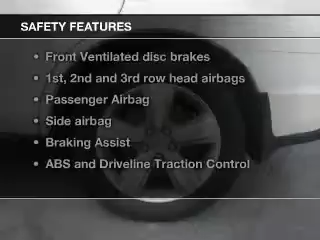 SAFETY FEATURES
• Front Ventilated disc brakes
• 1st, 2nd and 3rd row head airbags
• Passenger Airbag
• Side airbag
• Braking Assist
• ABS and Driveline Traction Control